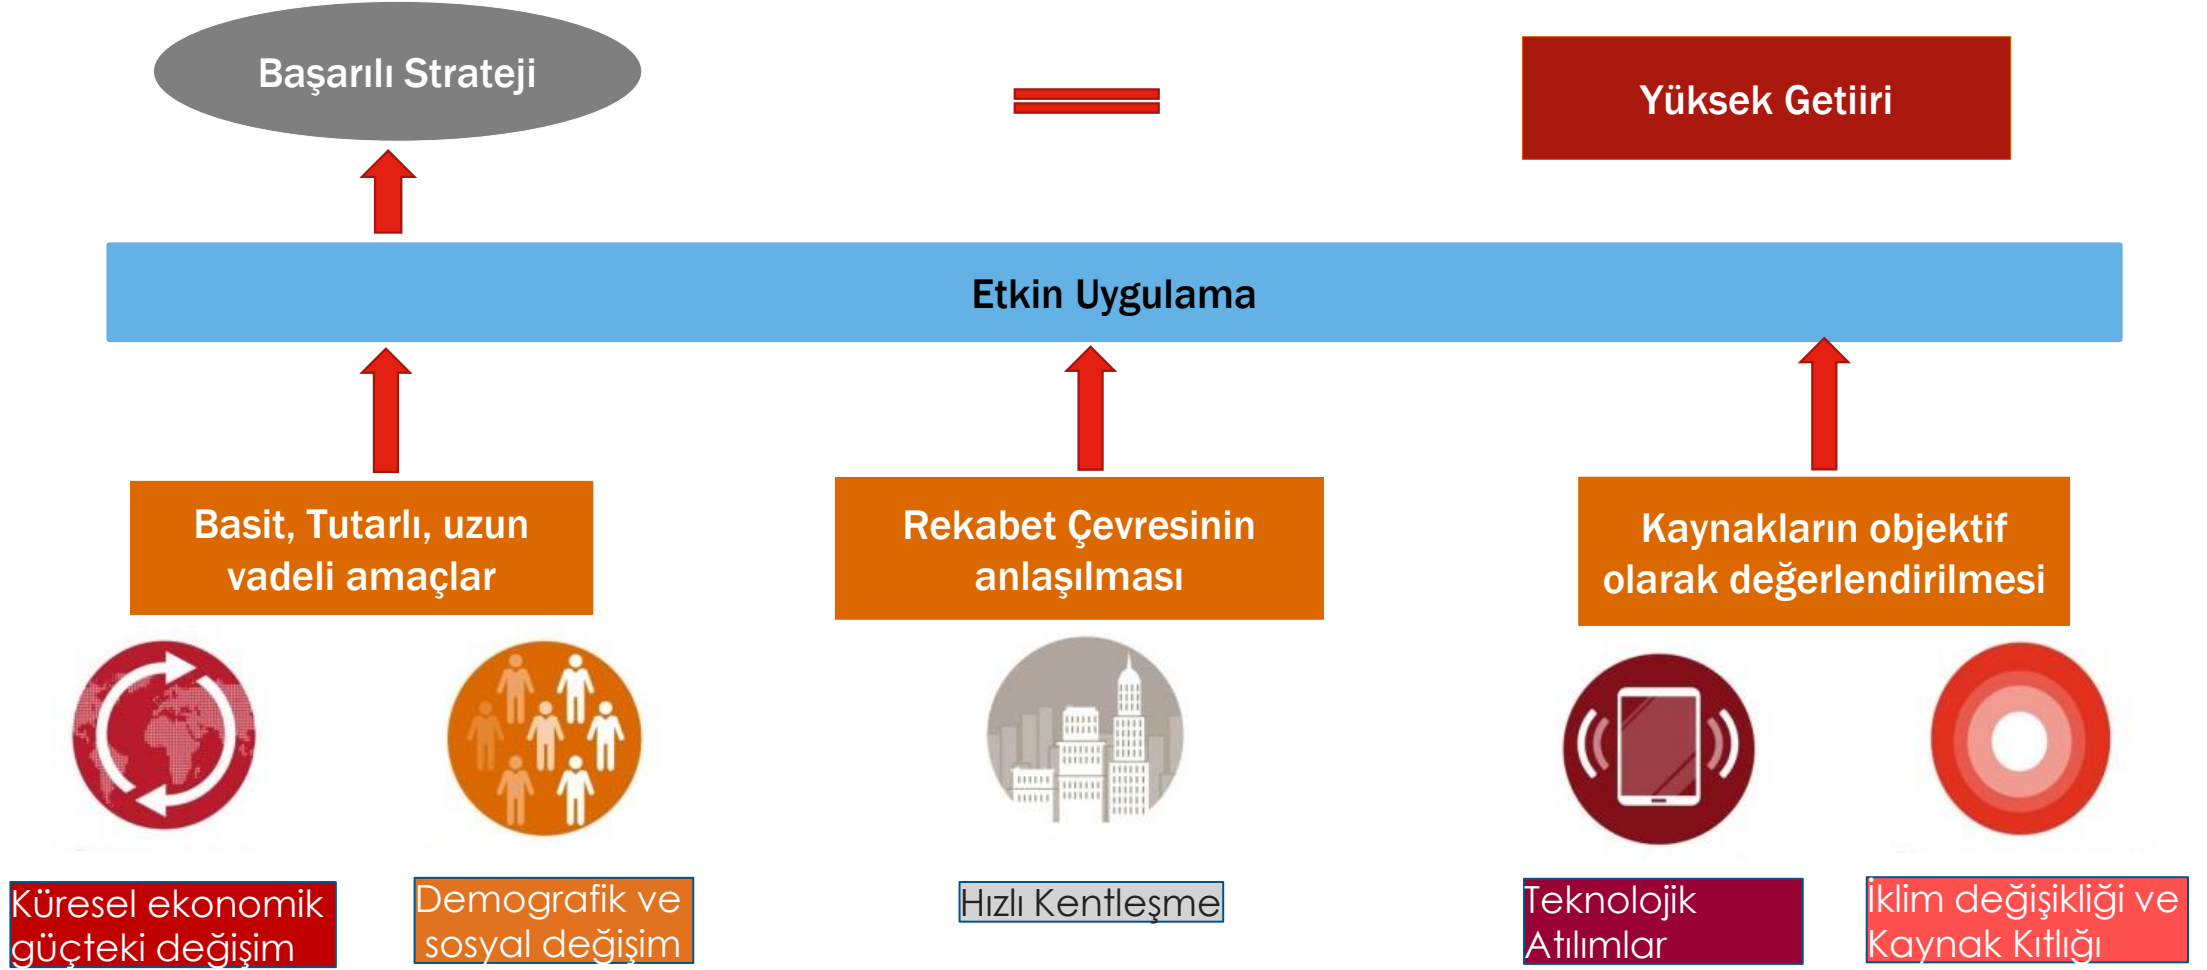 Başarılı Strateji
Yüksek Getiiri
Etkin Uygulama
Basit, Tutarlı, uzun
vadeli amaçlar
Rekabet Çevresinin
anlaşılması
Kaynakların objektif
olarak değerlendirilmesi
Küresel ekonomik
güçteki değişim
Demografik ve
sosyal değişim
Hızlı Kentleşme
Teknolojik
Atılımlar
İklim değişikliği ve
Kaynak Kıtlığı